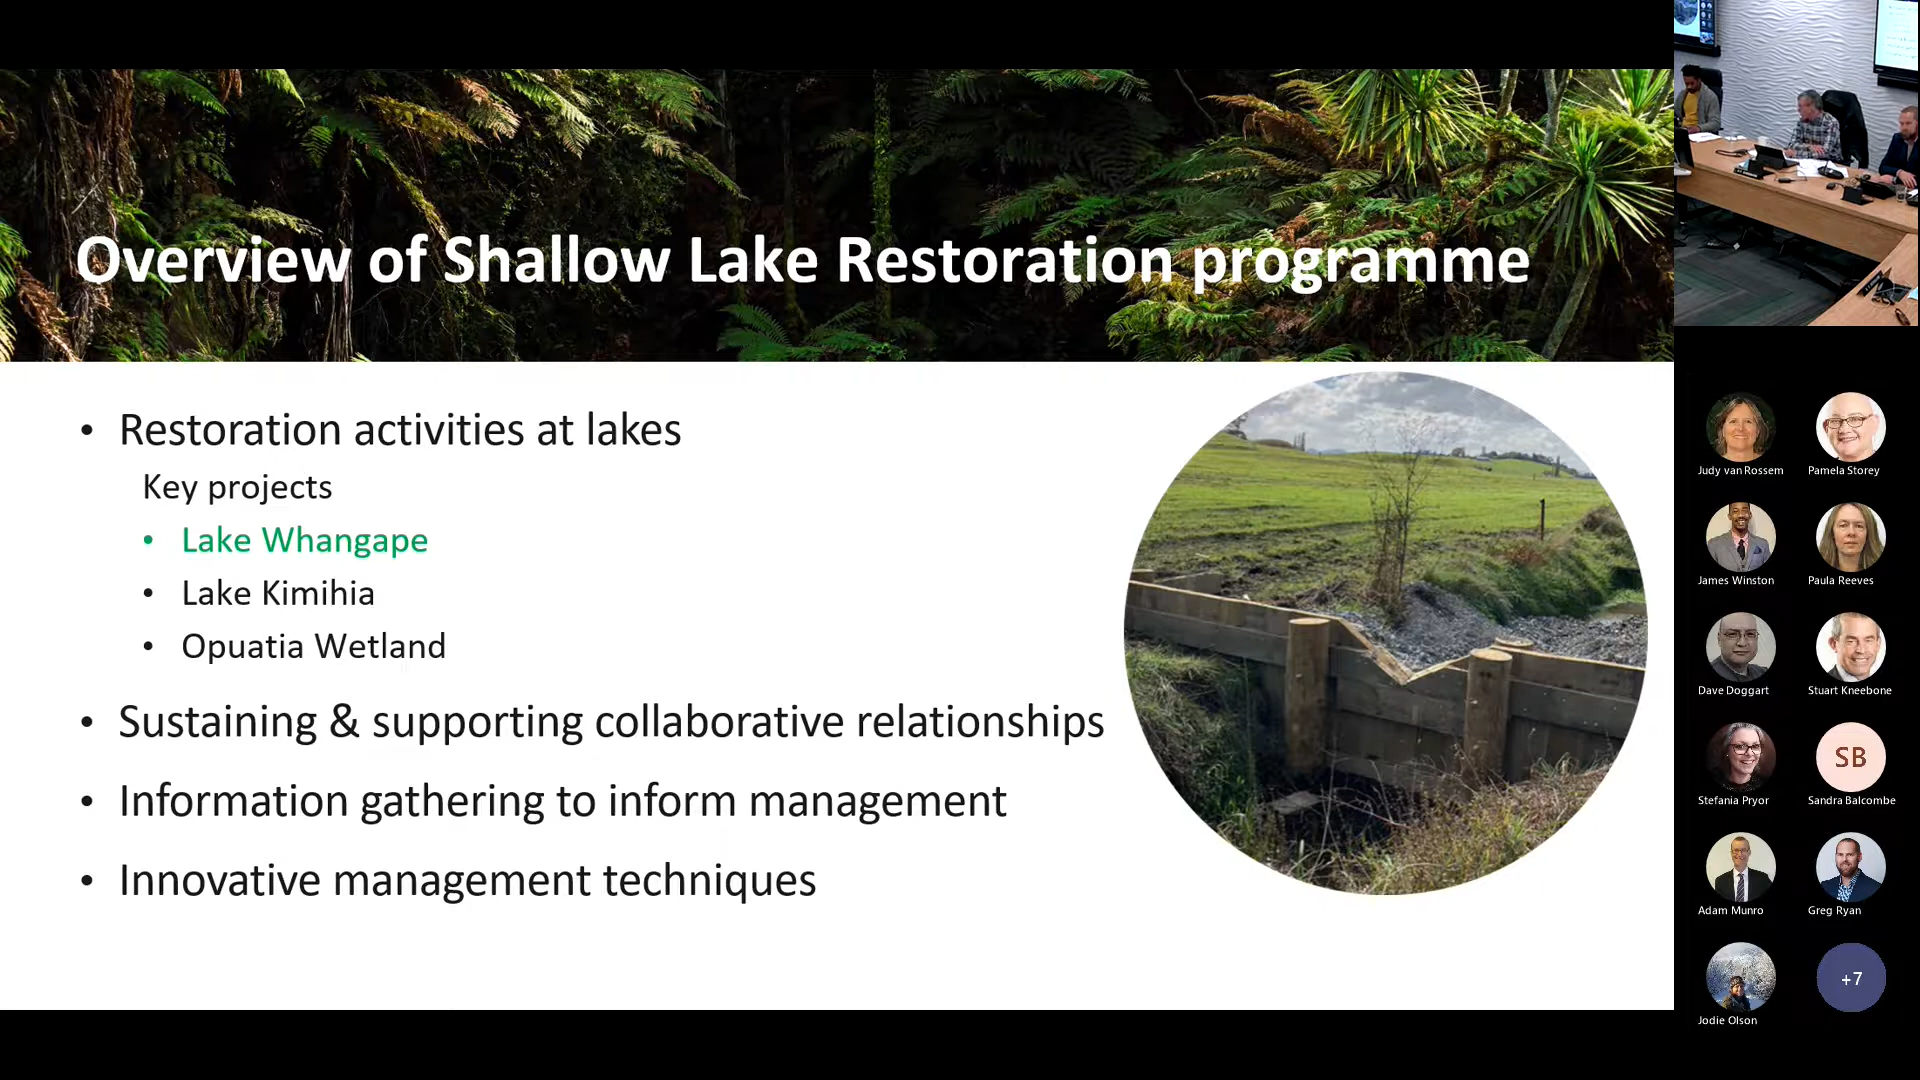 Overview of Shallow Lake Restoration programme
• Restoration activities at lakes
Key projects
• Lake Whangape
• Lake Kimihia
• Opuatia Wetland
• Sustaining & supporting collaborative relationships
• Information gathering to inform management
• Innovative management techniques
Judy van Rossem
Pamela Storey
James Winston
Paula Reeves
Dave Doggart
Stuart Kneebone
Stefania Pryor
SB
Sandra Balcombe
Adam Munro
Greg Ryan
Jodie Olson
+7